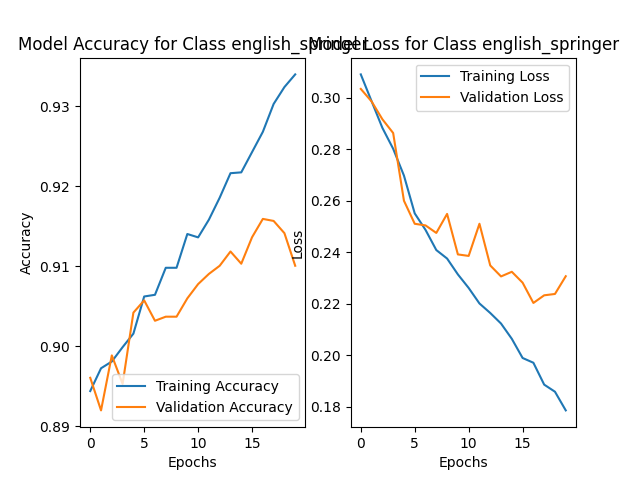 Model Accuracy for Class english_springer
Model Loss for Class english_springer
Accuracy
0.93
0.92
0.91
0.90
0.89
0
5
10
15
Epochs
Training Accuracy
Validation Accuracy
Loss
0.30
0.28
0.26
0.24
0.22
0.20
0.18
0
5
10
15
Epochs
Training Loss
Validation Loss